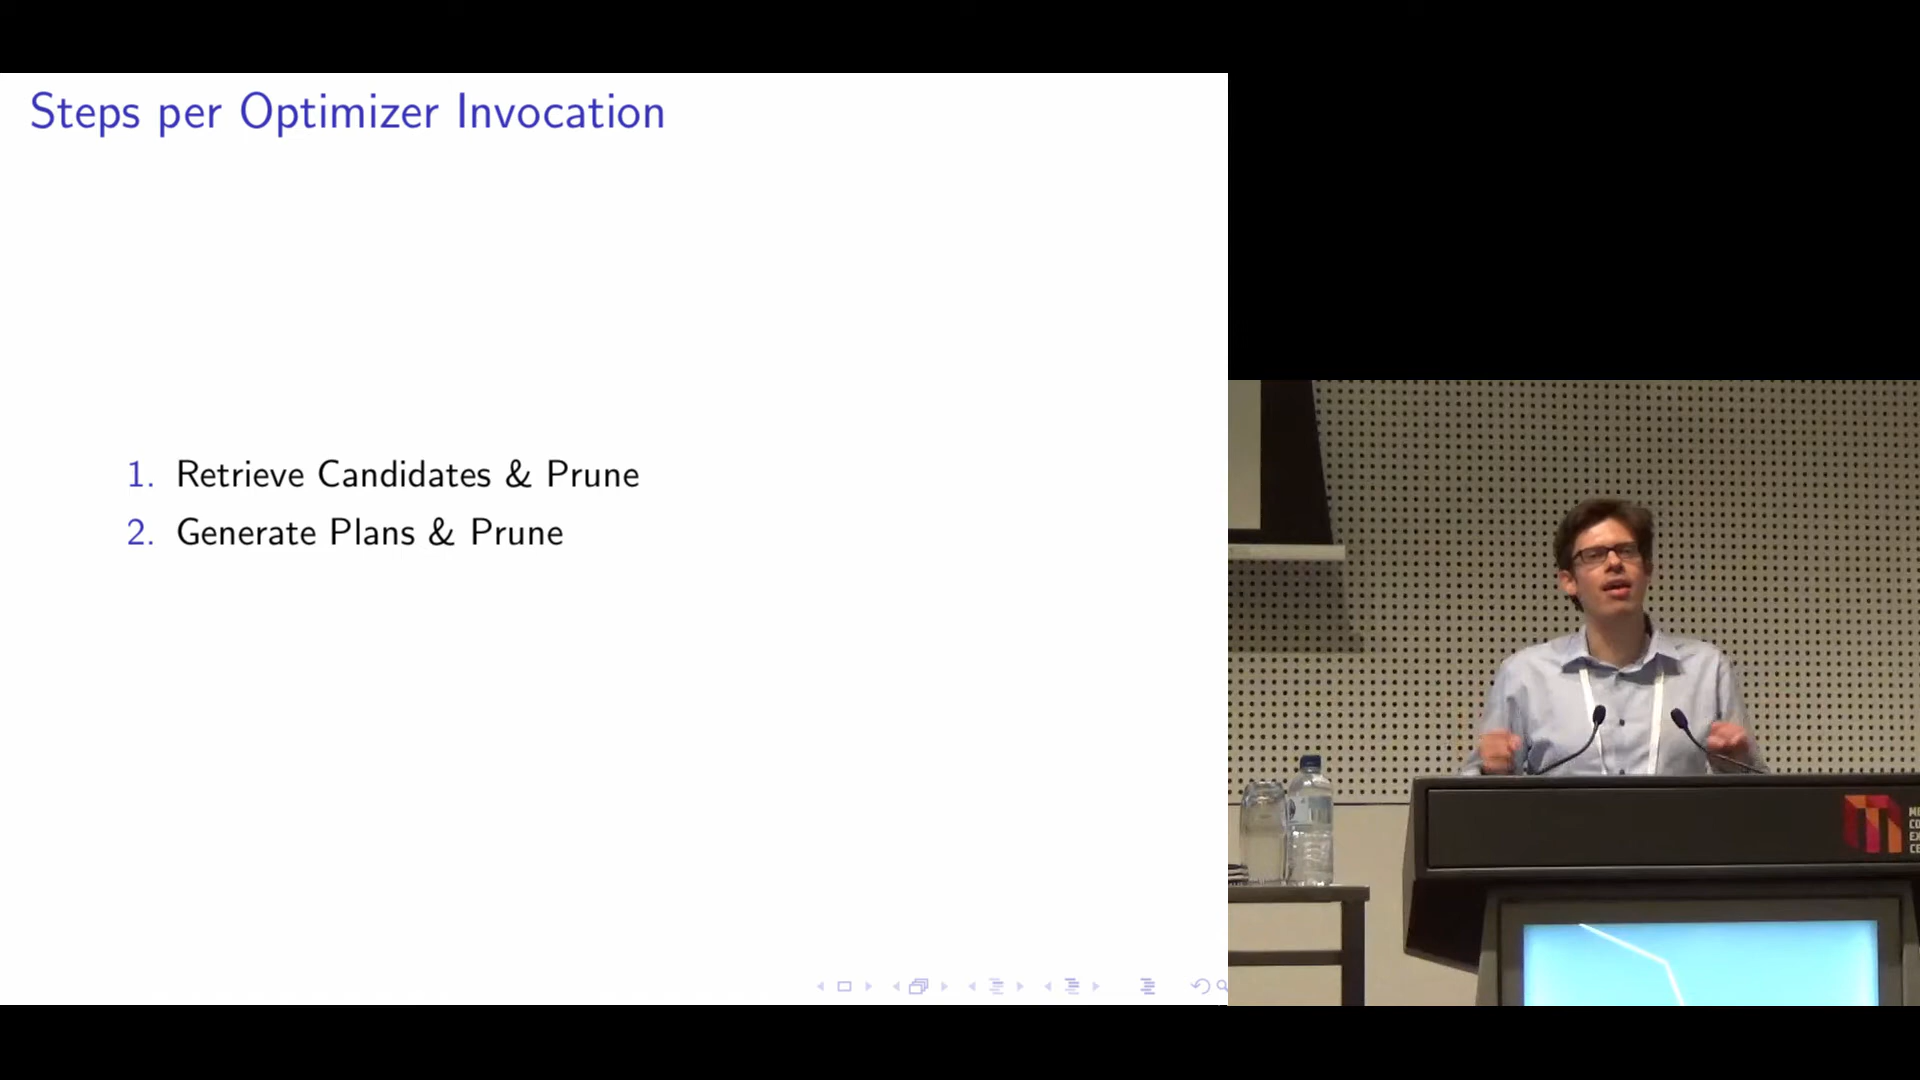 Steps per Optimizer Invocation
1. Retrieve Candidates & Prune
2. Generate Plans & Prune